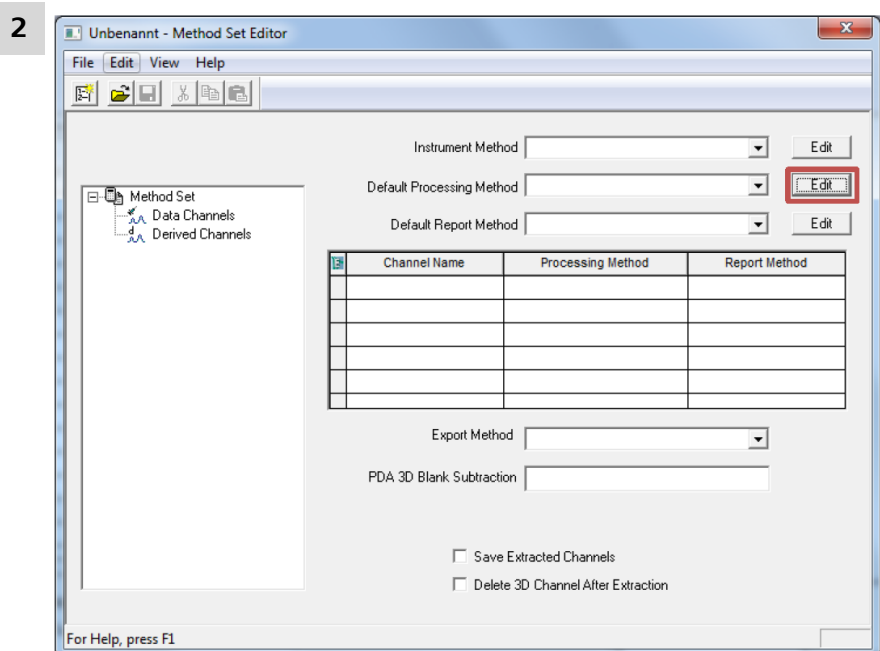 2
Unbenannt - Method Set Editor
File Edit View Help
Instrument Method Edit
Default Processing Method Edit
Default Report Method Edit
Method Set
Data Channels
Derived Channels
Channel Name Processing Method Report Method
Export Method
PDA 3D Blank Subtraction
Save Extracted Channels
Delete 3D Channel After Extraction
For Help, press F1